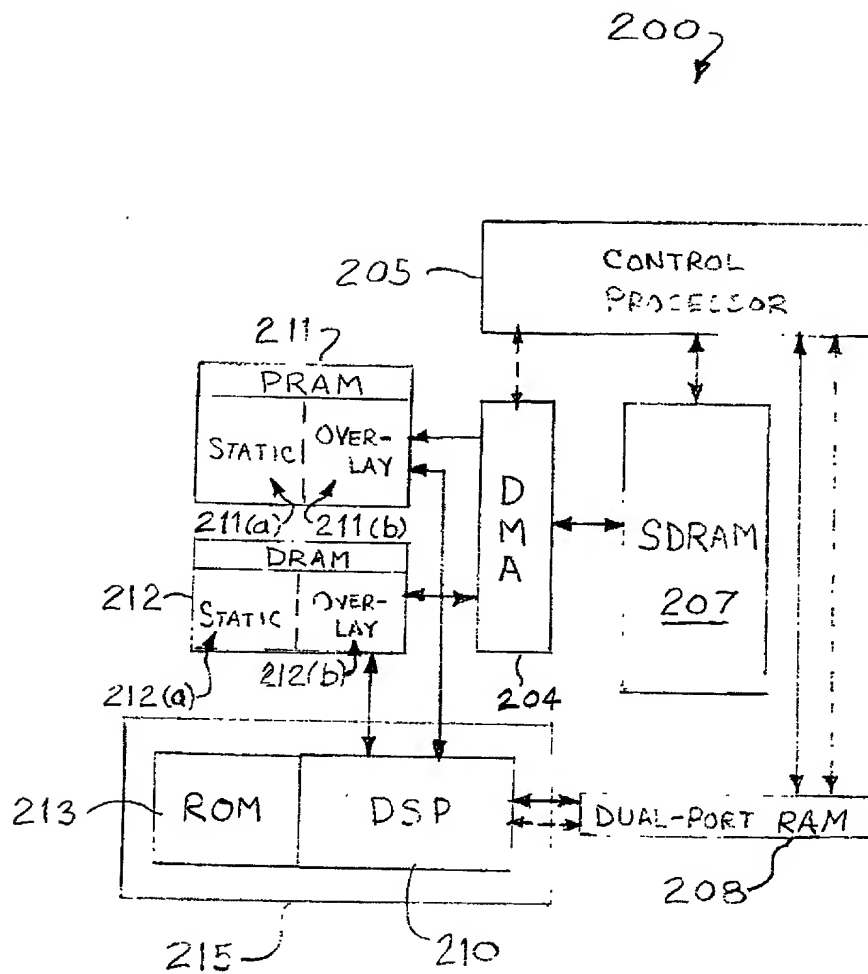 200
205
CONTROL
PROCESSOR
211
PRAM
STATIC
OVER-
LAY
211(a)
211(b)
DRAM
212
STATIC
OVER-
LAY
212(a)
212(b)
D
M
A
204
SDRAM
207
213
ROM
DSP
DUAL-PORT RAM
208
215
210